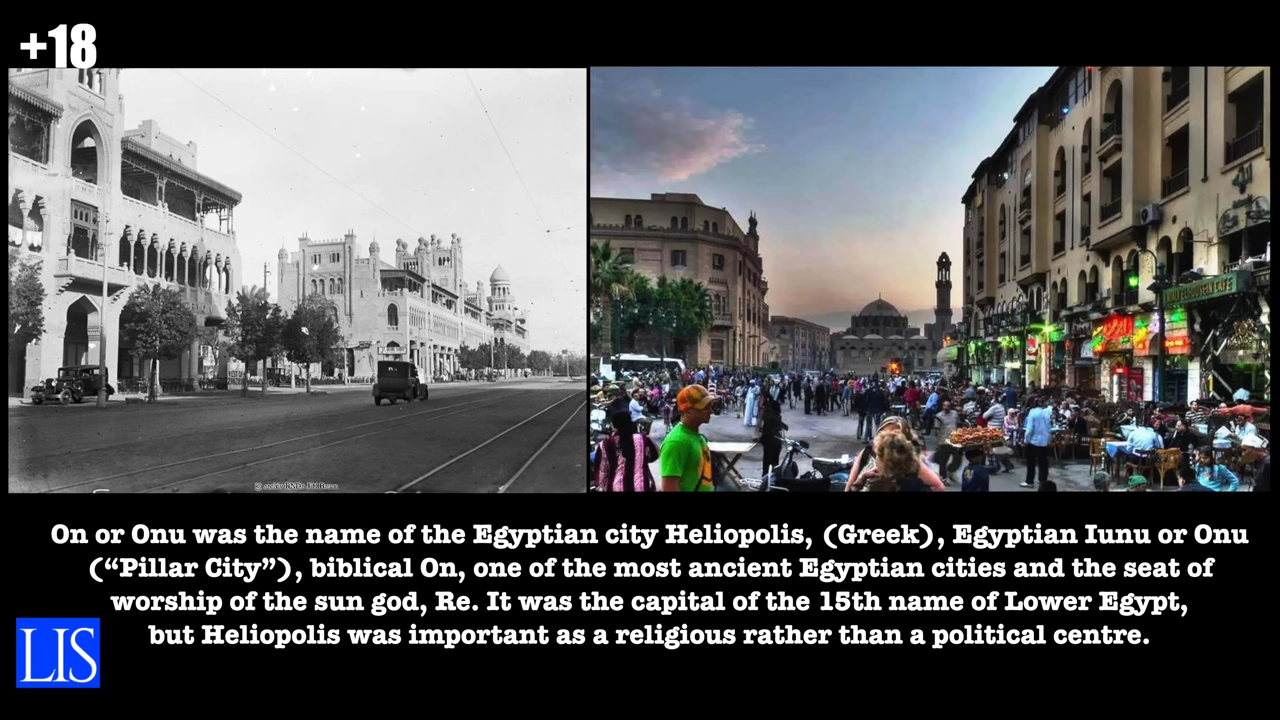 +18
On or Onu was the name of the Egyptian city Heliopolis, (Greek), Egyptian Iunu or Onu
(“Pillar City”), biblical On, one of the most ancient Egyptian cities and the seat of
worship of the sun god, Re. It was the capital of the 15th name of Lower Egypt,
but Heliopolis was important as a religious rather than a political centre.
LIS